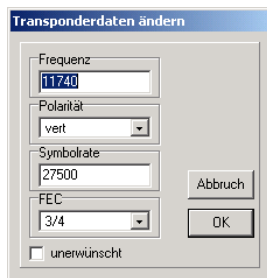 Transponderdaten ändern
Frequenz
11740
Polarität
vert
Symbolrate
27500
FEC
3/4
unerwünscht
Abbruch
OK